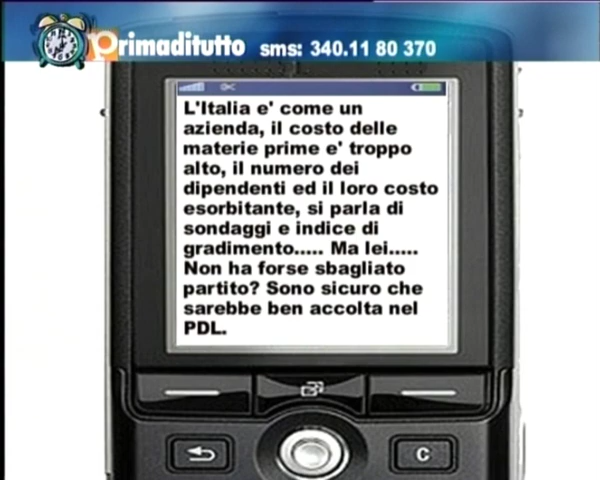 Primaditutto sms: 340.11 80 370
L'Italia e' come un
azienda, il costo delle
materie prime e' troppo
alto, il numero dei
dipendenti ed il loro costo
esorbitante, si parla di
sondaggi e indice di
gradimento..... Ma lei.....
Non ha forse sbagliato
partito? Sono sicuro che
sarebbe ben accolta nel
PDL.
C